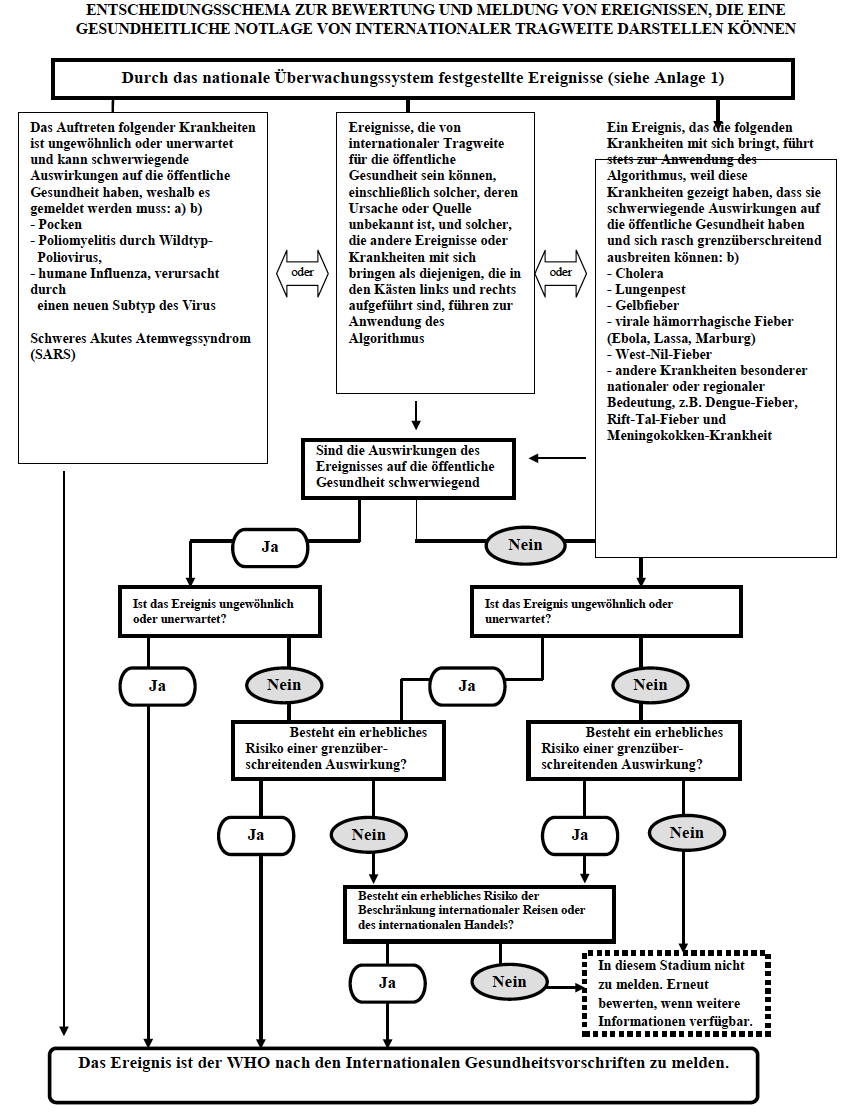 ENTSCHEIDUNGSSCHEMA ZUR BEWERTUNG UND MELDUNG VON EREIGNISSEN, DIE EINE
GESUNDHEITLICHE NOTLAGE VON INTERNATIONALER TRAGWEITE DARSTELLEN KÖNNEN
Durch das nationale Überwachungssystem festgestellte Ereignisse (siehe Anlage 1)
Das Auftreten folgender Krankheiten
ist ungewöhnlich oder unerwartet
und kann schwerwiegende
Auswirkungen auf die öffentliche
Gesundheit haben, weshalb es
gemeldet werden muss: a) b)
- Pocken
- Poliomyelitis durch Wildtyp-
Poliovirus,
- humane Influenza, verursacht
durch
einen neuen Subtyp des Virus
Schweres Akutes Atemwegssyndrom
(SARS)
oder
Ereignisse, die von
internationaler Tragweite
für die öffentliche
Gesundheit sein können,
einschließlich solcher, deren
Ursache oder Quelle
unbekannt ist, und solcher,
die andere Ereignisse oder
Krankheiten mit sich
bringen als diejenigen, die in
den Kästen links und rechts
aufgeführt sind, führen zur
Anwendung des
Algorithmus
oder
Ein Ereignis, das die folgenden
Krankheiten mit sich bringt, führt
stets zur Anwendung des
Algorithmus, weil diese
Krankheiten gezeigt haben, dass sie
schwerwiegende Auswirkungen auf
die öffentliche Gesundheit haben
und sich rasch grenzüberschreitend
ausbreiten können: b)
- Cholera
- Lungenpest
- Gelbfieber
- virale hämorrhagische Fieber
(Ebola, Lassa, Marburg)
- West-Nil-Fieber
- andere Krankheiten besonderer
nationaler oder regionaler
Bedeutung, z.B. Dengue-Fieber,
Rift-Tal-Fieber und
Meningokokken-Krankheit
Sind die Auswirkungen des
Ereignisses auf die öffentliche
Gesundheit schwerwiegend
Ja
Nein
Ist das Ereignis ungewöhnlich
oder unerwartet?
Ist das Ereignis ungewöhnlich oder
unerwartet?
Ja
Nein
Ja
Nein
Besteht ein erhebliches
Risiko einer grenzüber-
schreitenden Auswirkung?
Besteht ein erhebliches
Risiko einer grenzüber-
schreitenden Auswirkung?
Ja
Nein
Ja
Nein
Besteht ein erhebliches Risiko der
Beschränkung internationaler Reisen oder
des internationalen Handels?
Ja
Nein
In diesem Stadium nicht
zu melden. Erneut
bewerten, wenn weitere
Informationen verfügbar.
Das Ereignis ist der WHO nach den Internationalen Gesundheitsvorschriften zu melden.